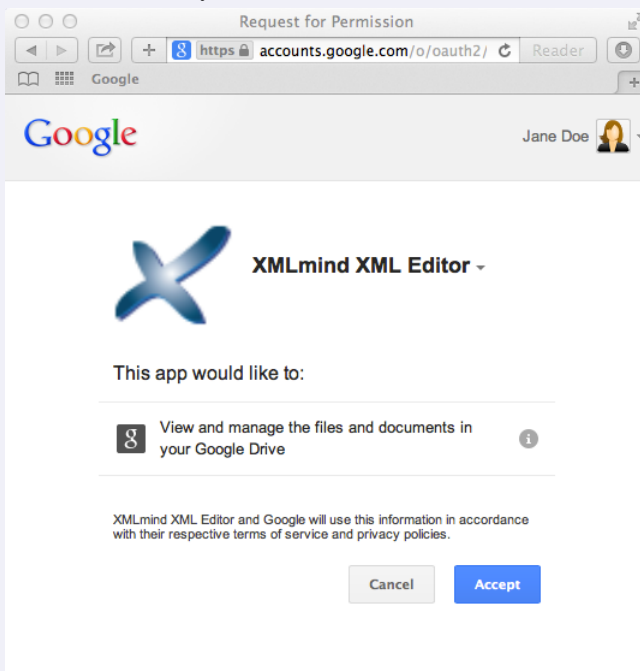 Request for Permission
8 https accounts.google.com/o/oauth2/ Reader
Google
Google
Jane Doe
XMLmind XML Editor
This app would like to:
g View and manage the files and documents in
your Google Drive
i
XMLmind XML Editor and Google will use this information in accordance
with their respective terms of service and privacy policies.
Cancel Accept